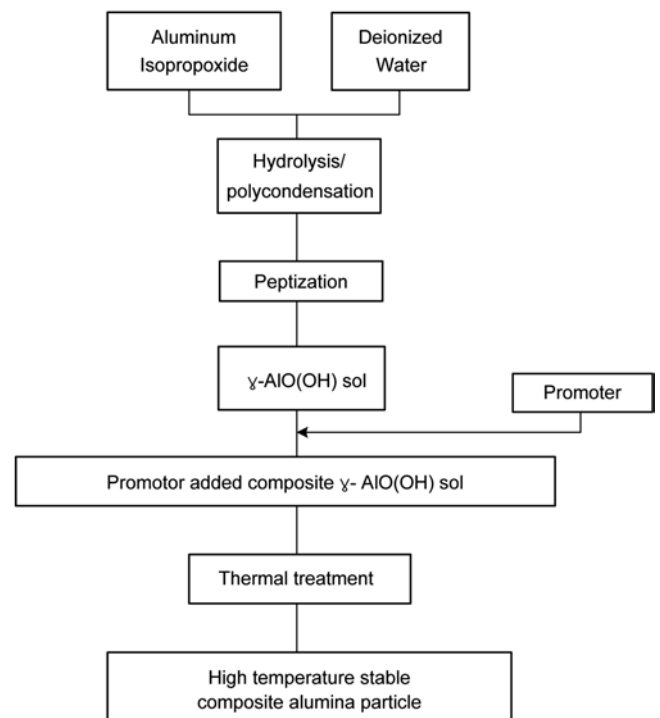 Aluminum
Isopropoxide
Deionized
Water
Hydrolysis/
polycondensation
Peptization
ɣ-AlO(OH) sol
Promoter
Promotor added composite ɣ- AlO(OH) sol
Thermal treatment
High temperature stable
composite alumina particle